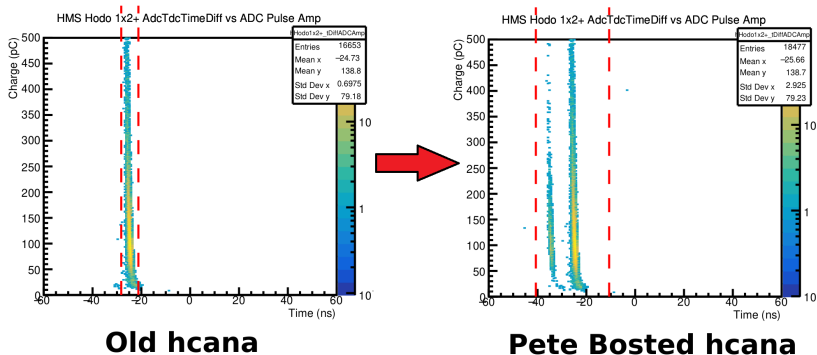 HMS Hodo 1x2+ AdcTdcTimeDiff vs ADC Pulse Amp
Hodo1x2+_tDiffADCAmp
Entries 16653
Mean x −24.73
Mean y 138.8
Std Dev x 0.6975
Std Dev y 79.18
Charge (pC)
500
450
400
350
300
250
200
150
100
50
0
−60 −40 −20 0 20 40 60
Time (ns)
10
1
10
Old hcana
HMS Hodo 1x2+ AdcTdcTimeDiff vs ADC Pulse Amp
Hodo1x2+_tDiffADCAmp
Entries 18477
Mean x −25.66
Mean y 138.7
Std Dev x 2.925
Std Dev y 79.23
Charge (pC)
500
450
400
350
300
250
200
150
100
50
0
−60 −40 −20 0 20 40 60
Time (ns)
10
1
10
Pete Bosted hcana